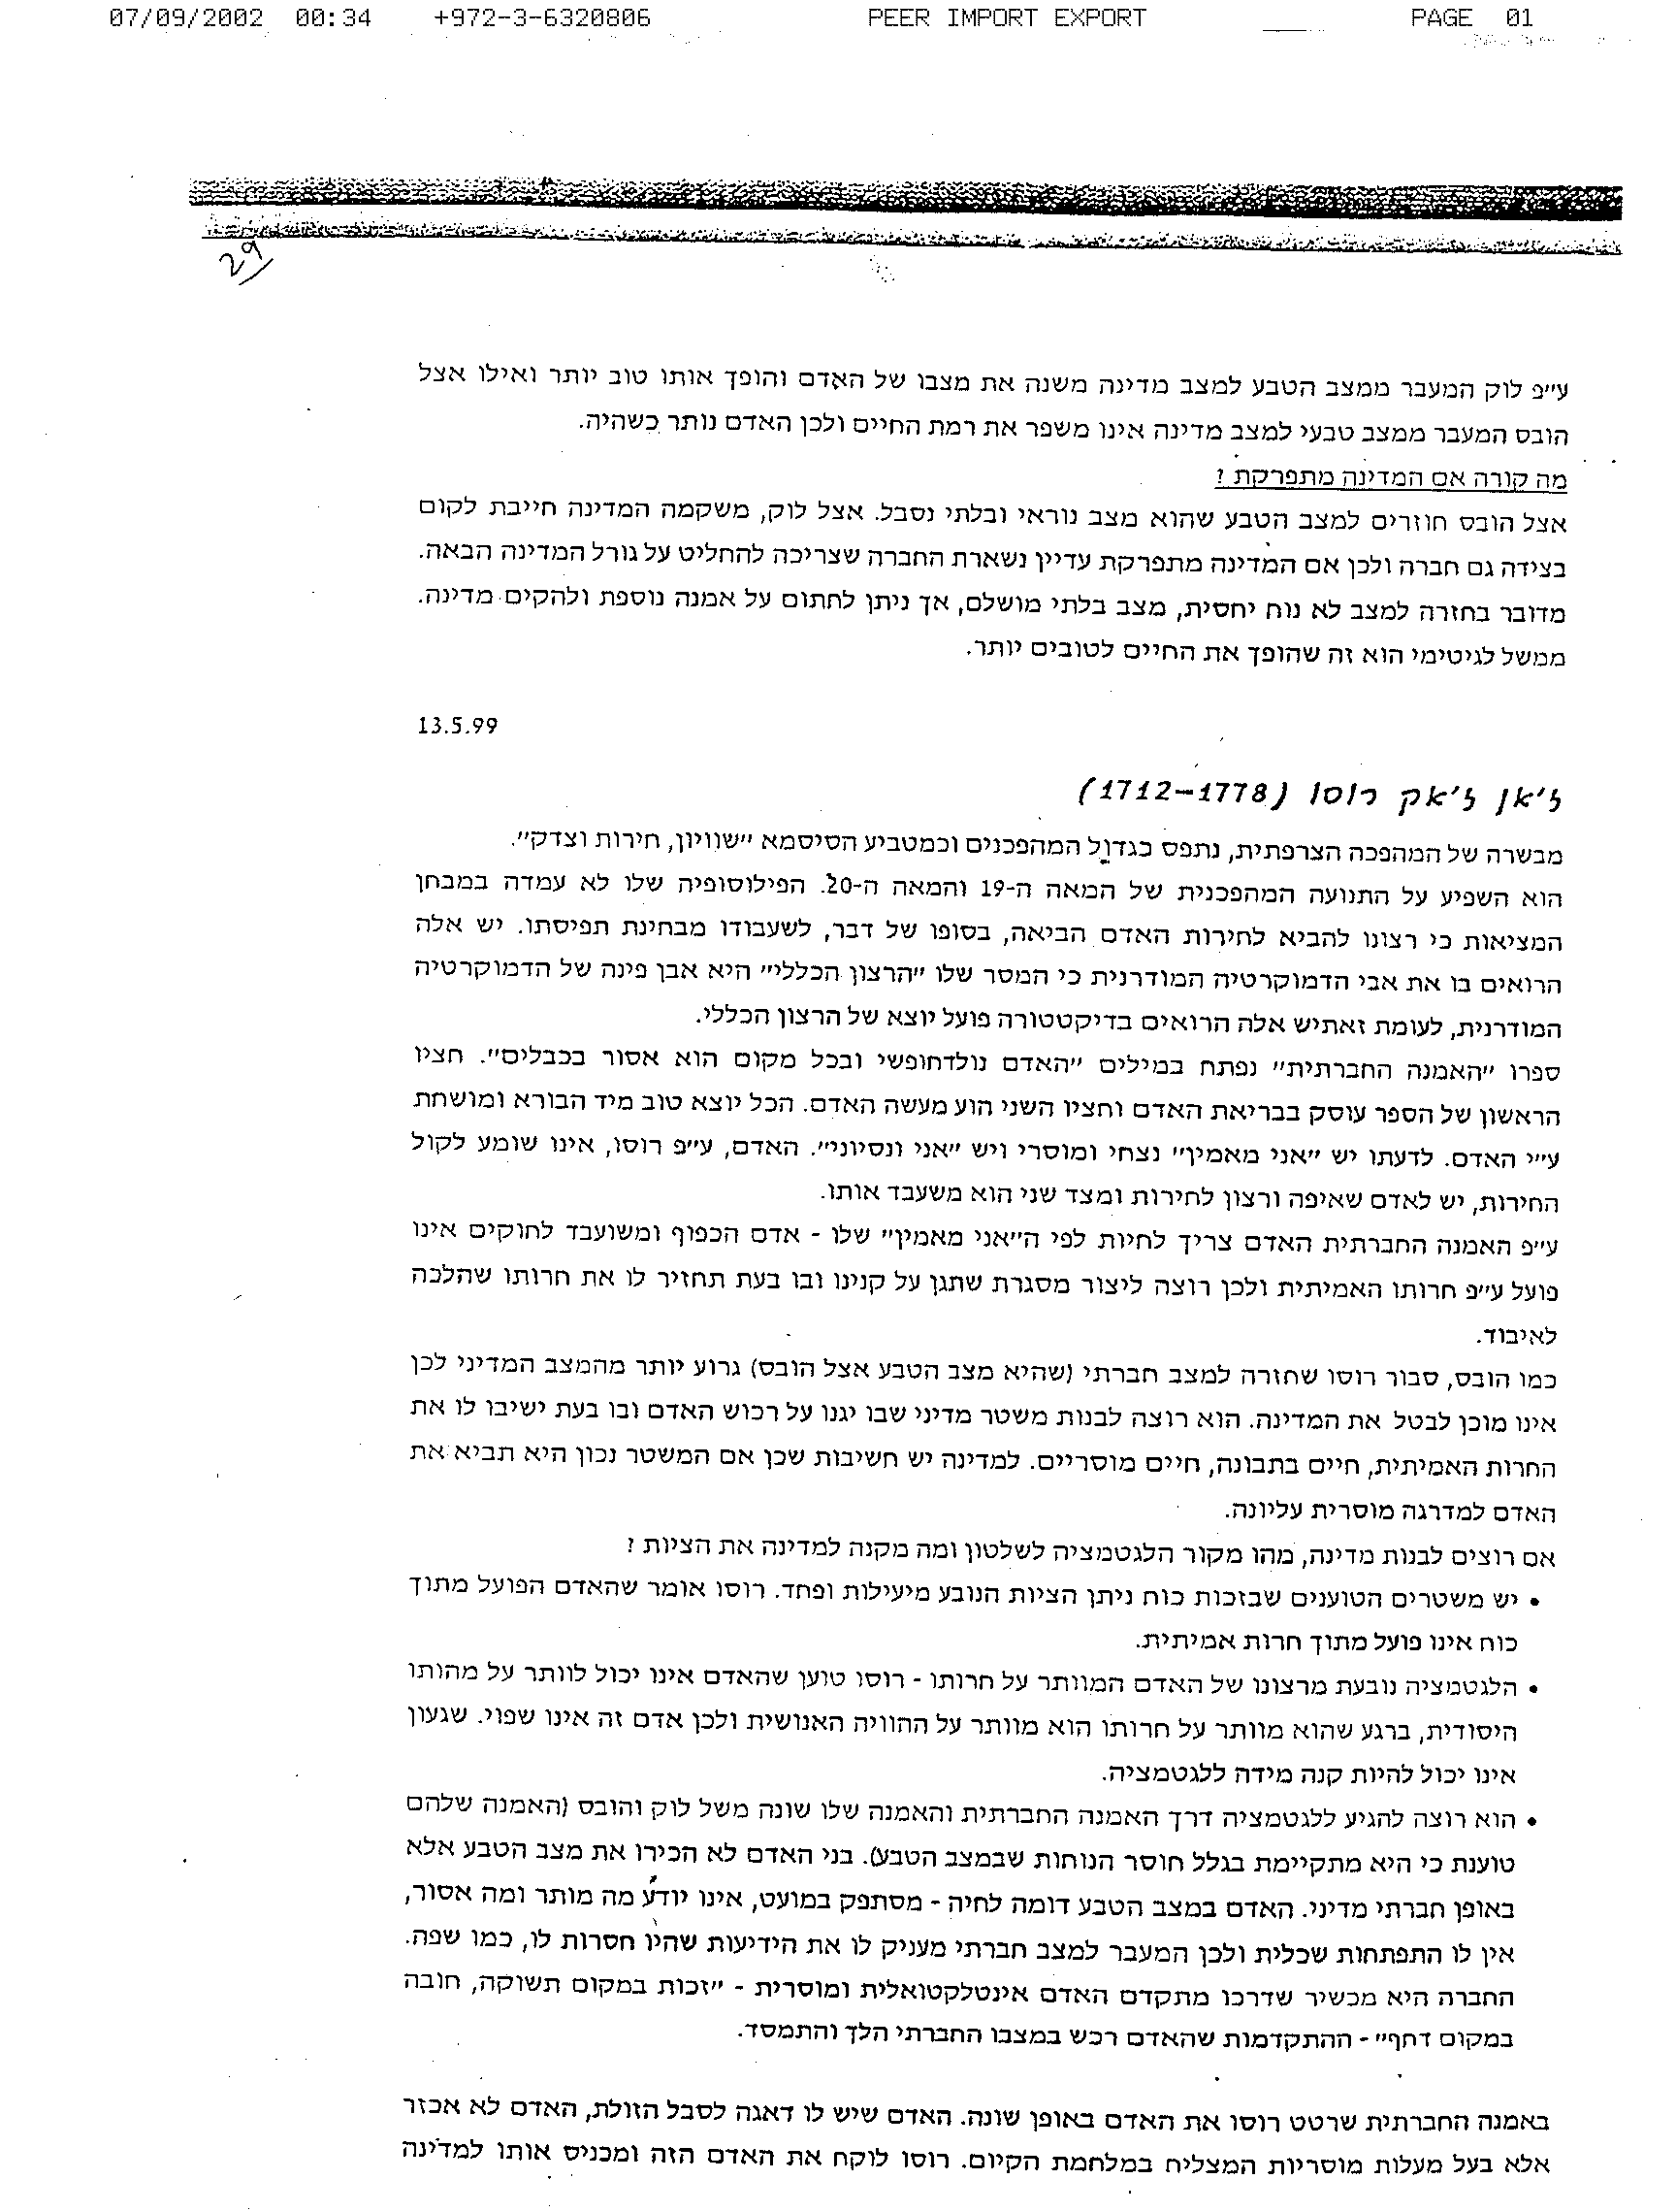 07/09/2002 00:34 +972-3-6320806 PEER IMPORT EXPORT PAGE 01
29
ע״פ לוק המעבר ממצב הטבע למצב מדינה משנה את מצבו של האדם והופך אותו טוב יותר ואילו אצל
הובס המעבר ממצב טבעי למצב מדינה אינו משפר את רמת החיים ולכן האדם נותר כשהיה.
מה קורה אם המדינה מתפרקת ?
אצל הובס חוזרים למצב הטבע שהוא מצב נוראי ובלתי נסבל. אצל לוק, משקמה המדינה חייבת לקום
בצידה גם חברה ולכן אם המדינה מתפרקת עדיין נשארת החברה שצריכה להחליט על גורל המדינה הבאה.
מדובר בחזרה למצב לא נוח יחסית, מצב בלתי מושלם, אך ניתן לחתום על אמנה נוספת ולהקים מדינה.
ממשל לגיטימי הוא זה שהופך את החיים לטובים יותר.
13.5.99
ז'אן ז'אק רוסו (1712-1778)
מבשרה של המהפכה הצרפתית, נתפס כגדול המהפכנים וכמטביע הסיסמא ״שוויון, חירות וצדק״.
הוא השפיע על התנועה המהפכנית של המאה ה-19 והמאה ה-20. הפילוסופיה שלו לא עמדה במבחן
המציאות כי רצונו להביא לחירות האדם הביאה, בסופו של דבר, לשעבודו מבחינת תפיסתו. יש אלה
הרואים בו את אבי הדמוקרטיה המודרנית כי המסר שלו ״הרצון הכללי״ היא אבן פינה של הדמוקרטיה
המודרנית, לעומת זאתיש אלה הרואים בדיקטטורה פועל יוצא של הרצון הכללי.
ספרו ״האמנה החברתית״ נפתח במילים ״האדם נולדחופשי ובכל מקום הוא אסור בכבלים״. חציו
הראשון של הספר עוסק בבריאת האדם וחציו השני הוע מעשה האדם. הכל יוצא טוב מיד הבורא ומושחת
ע״י האדם. לדעתו יש ״אני מאמין״ נצחי ומוסרי ויש ״אני ונסיוני״. האדם, ע״פ רוסו, אינו שומע לקול
החירות, יש לאדם שאיפה ורצון לחירות ומצד שני הוא משעבד אותו.
ע״פ האמנה החברתית האדם צריך לחיות לפי ה״אני מאמין״ שלו - אדם הכפוף ומשועבד לחוקים אינו
פועל ע״פ חרותו האמיתית ולכן רוצה ליצור מסגרת שתגן על קנינו ובו בעת תחזיר לו את חרותו שהלכה
לאיבוד.
כמו הובס, סבור רוסו שחזרה למצב חברתי (שהיא מצב הטבע אצל הובס) גרוע יותר מהמצב המדיני לכן
אינו מוכן לבטל את המדינה. הוא רוצה לבנות משטר מדיני שבו יגנו על רכוש האדם ובו בעת ישיבו לו את
החרות האמיתית, חיים בתבונה, חיים מוסריים. למדינה יש חשיבות שכן אם המשטר נכון היא תביא את
האדם למדרגה מוסרית עליונה.
אם רוצים לבנות מדינה, מהו מקור הלגטמציה לשלטון ומה מקנה למדינה את הציות ?
• יש משטרים הטוענים שבזכות כוח ניתן הציות הנובע מיעילות ופחד. רוסו אומר שהאדם הפועל מתוך
כוח אינו פועל מתוך חרות אמיתית.
• הלגטמציה נובעת מרצונו של האדם המוותר על חרותו - רוסו טוען שהאדם אינו יכול לוותר על מהותו
היסודית, ברגע שהוא מוותר על חרותו הוא מוותר על ההוויה האנושית ולכן אדם זה אינו שפוי. שגעון
אינו יכול להיות קנה מידה ללגטמציה.
• הוא רוצה להגיע ללגטמציה דרך האמנה החברתית והאמנה שלו שונה משל לוק והובס (האמנה שלהם
טוענת כי היא מתקיימת בגלל חוסר הנוחות שבמצב הטבע). בני האדם לא הכירו את מצב הטבע אלא
באופן חברתי מדיני. האדם במצב הטבע דומה לחיה - מסתפק במועט, אינו יודע מה מותר ומה אסור,
אין לו התפתחות שכלית ולכן המעבר למצב חברתי מעניק לו את הידיעות שהיו חסרות לו, כמו שפה.
החברה היא מכשיר שדרכו מתקדם האדם אינטלקטואלית ומוסרית - ״זכות במקום תשוקה, חובה
במקום דחף״ - ההתקדמות שהאדם רכש במצבו החברתי הלך והתמסד.
באמנה החברתית שרטט רוסו את האדם באופן שונה. האדם שיש לו דאגה לסבל הזולת, האדם לא אכזר
אלא בעל מעלות מוסריות המצליח במלחמת הקיום. רוסו לוקח את האדם הזה ומכניס אותו למדינה